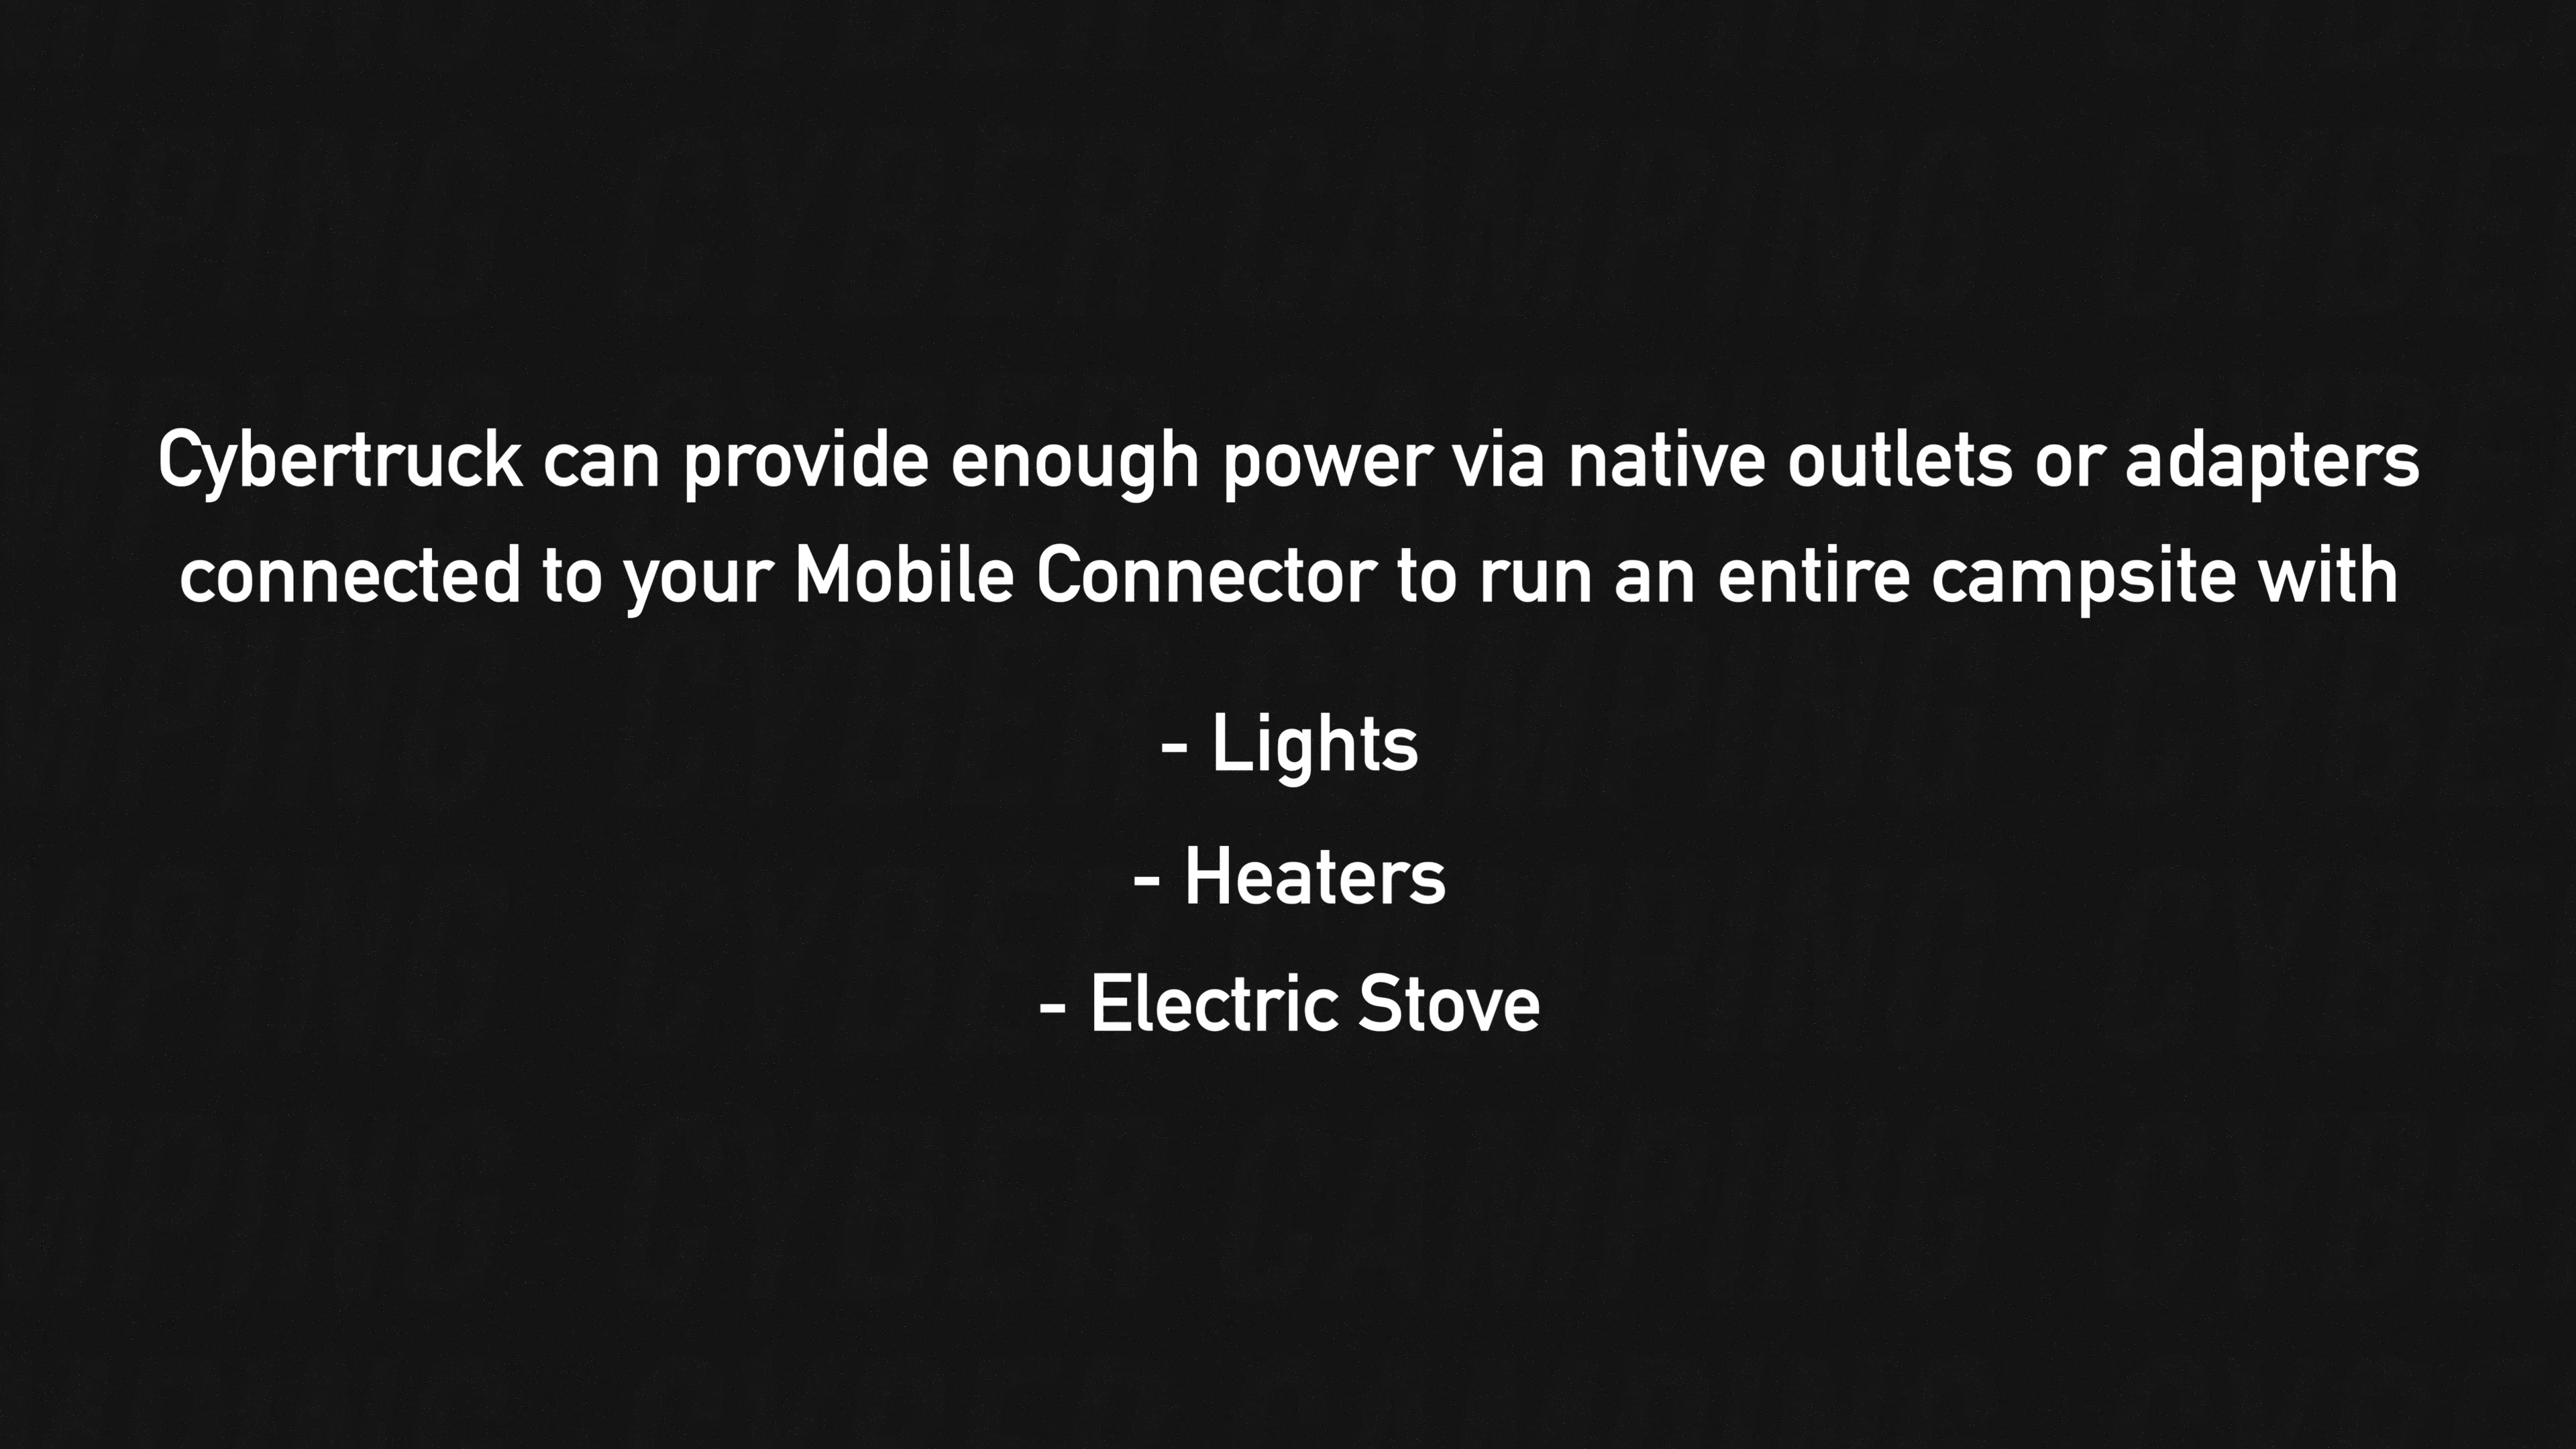 Cybertruck can provide enough power via native outlets or adapters
connected to your Mobile Connector to run an entire campsite with
- Lights
- Heaters
- Electric Stove